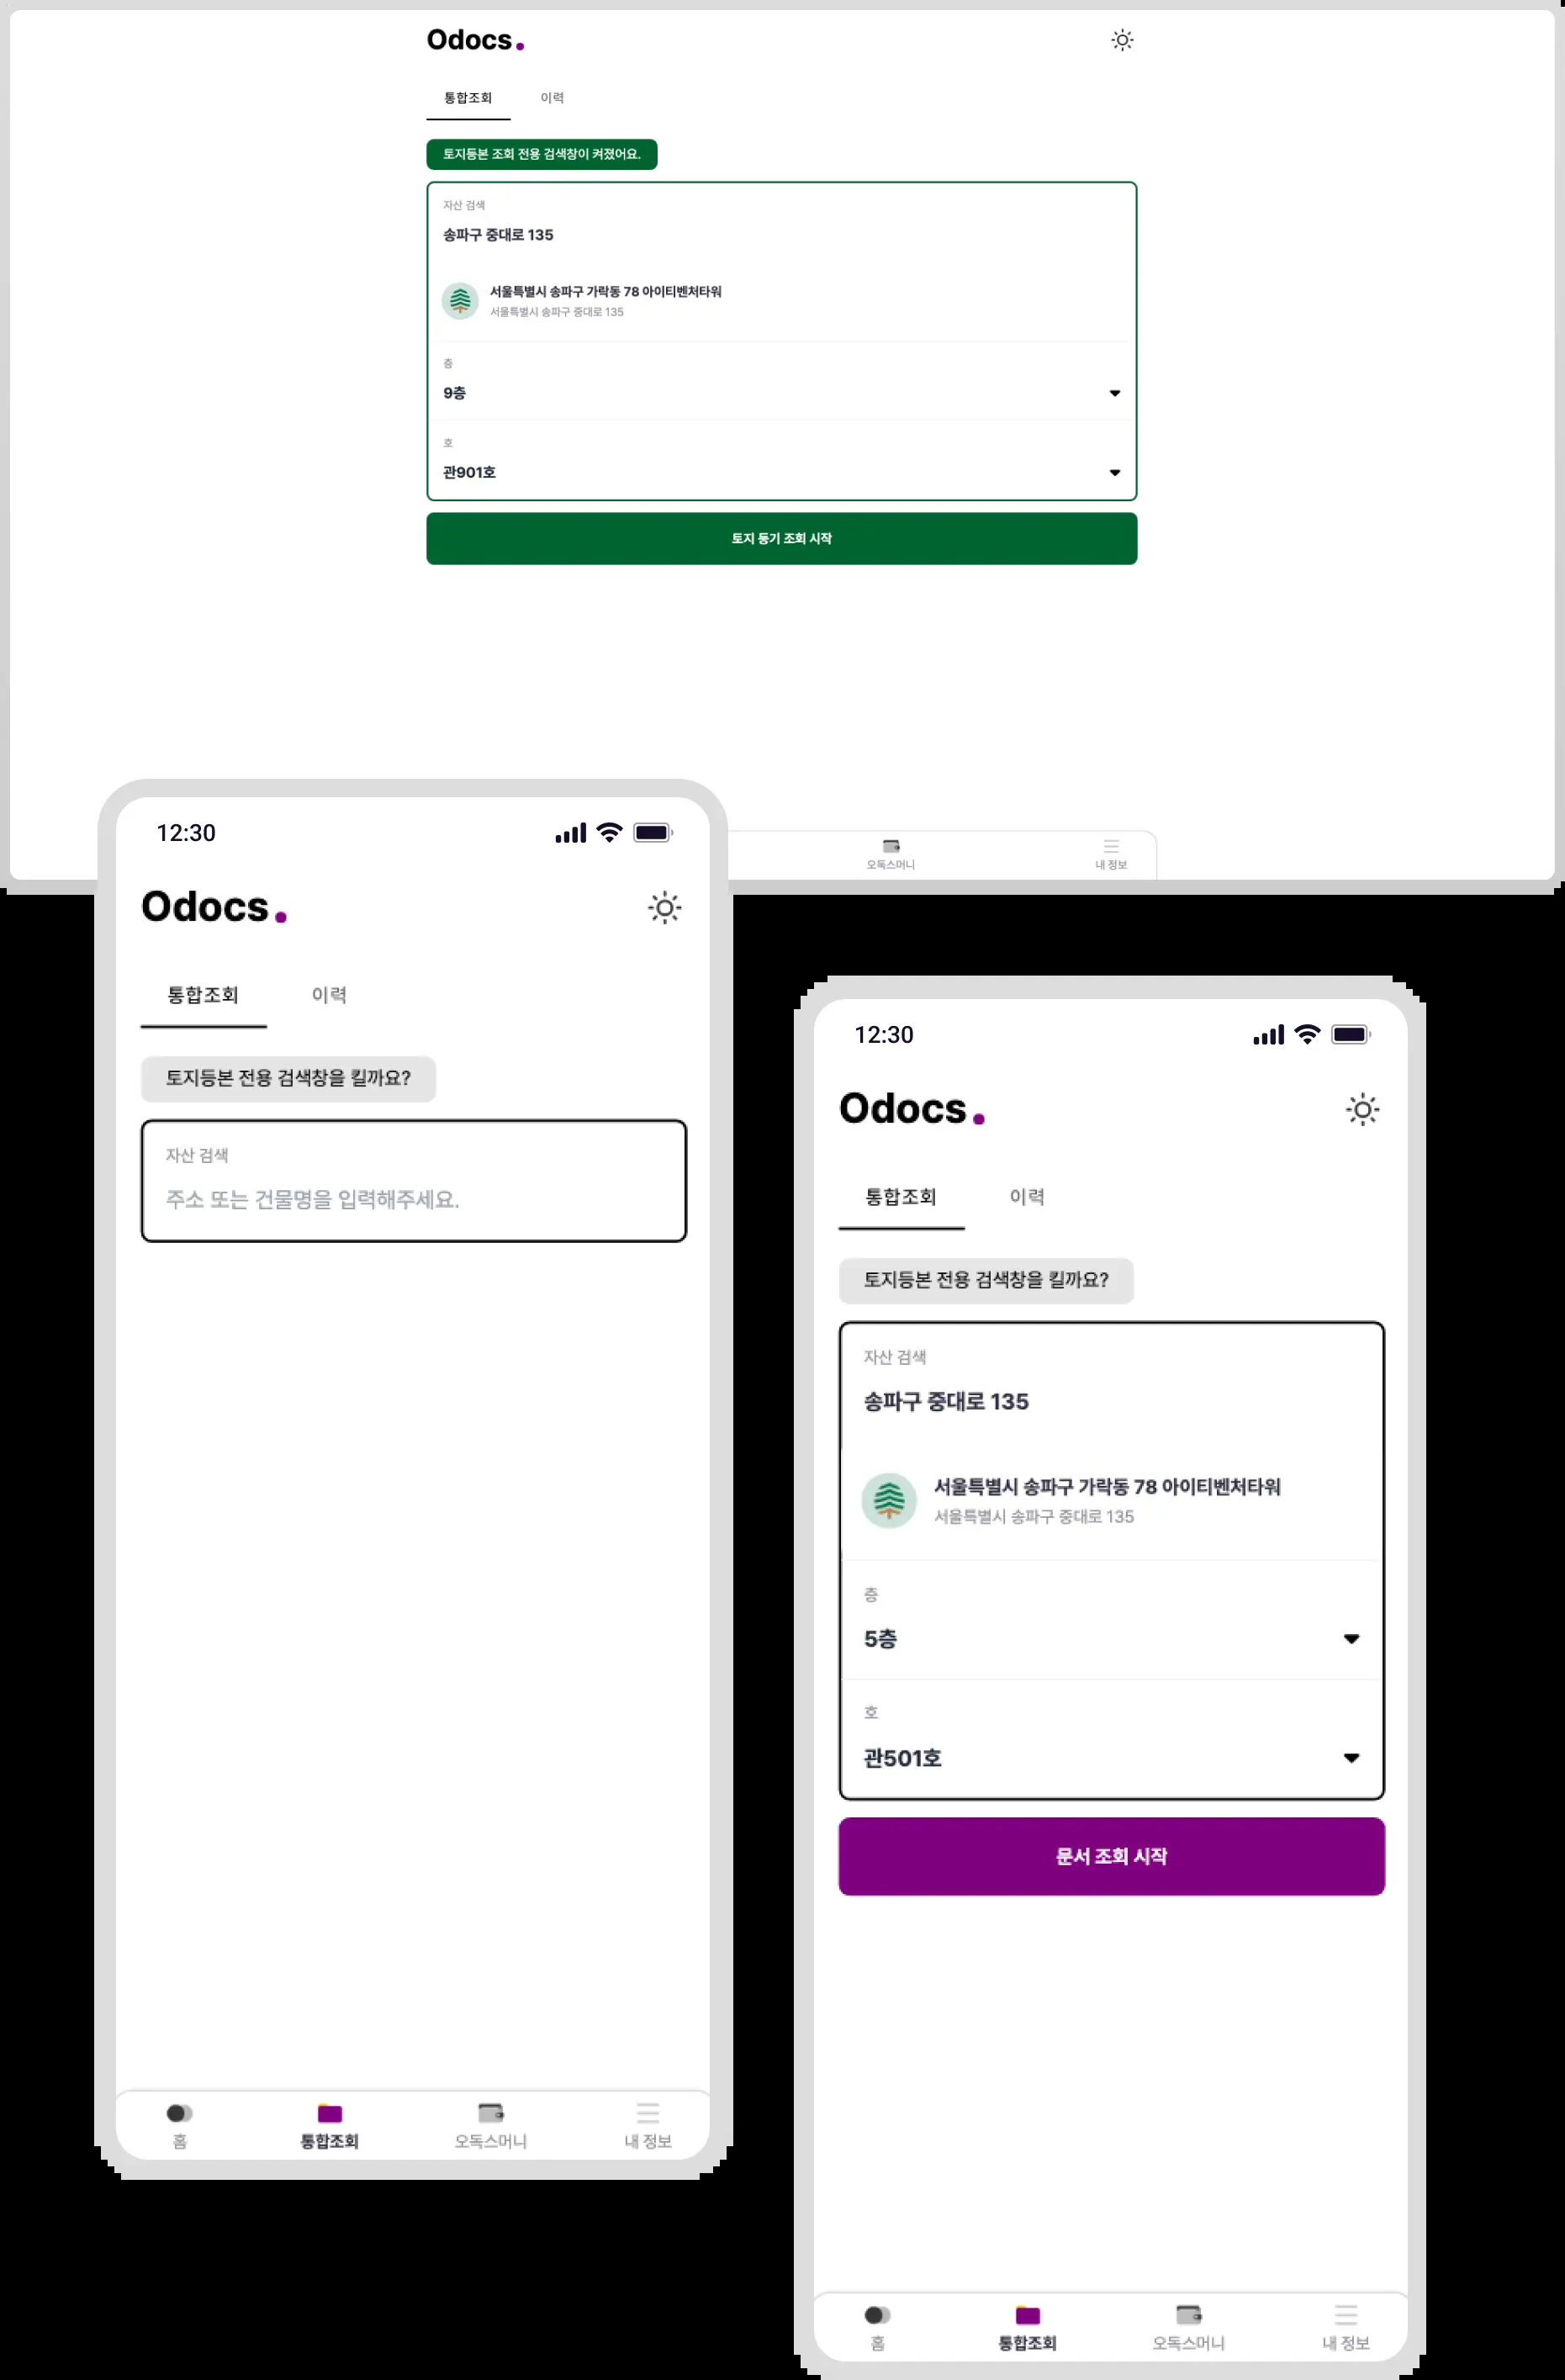 Odocs.
통합조회 이력
토지등본 조회 전용 검색창이 켜졌어요.
자산 검색
송파구 중대로 135
서울특별시 송파구 가락동 78 아이티벤처타워
서울특별시 송파구 중대로 135
층
9층
호
관901호
토지 등기 조회 시작
오독스머니 내 정보
12:30
Odocs.
통합조회 이력
토지등본 전용 검색창을 킬까요?
자산 검색
주소 또는 건물명을 입력해주세요.
홈 통합조회 오독스머니 내 정보
12:30
Odocs.
통합조회 이력
토지등본 전용 검색창을 킬까요?
자산 검색
송파구 중대로 135
서울특별시 송파구 가락동 78 아이티벤처타워
서울특별시 송파구 중대로 135
층
5층
호
관501호
문서 조회 시작
홈 통합조회 오독스머니 내 정보